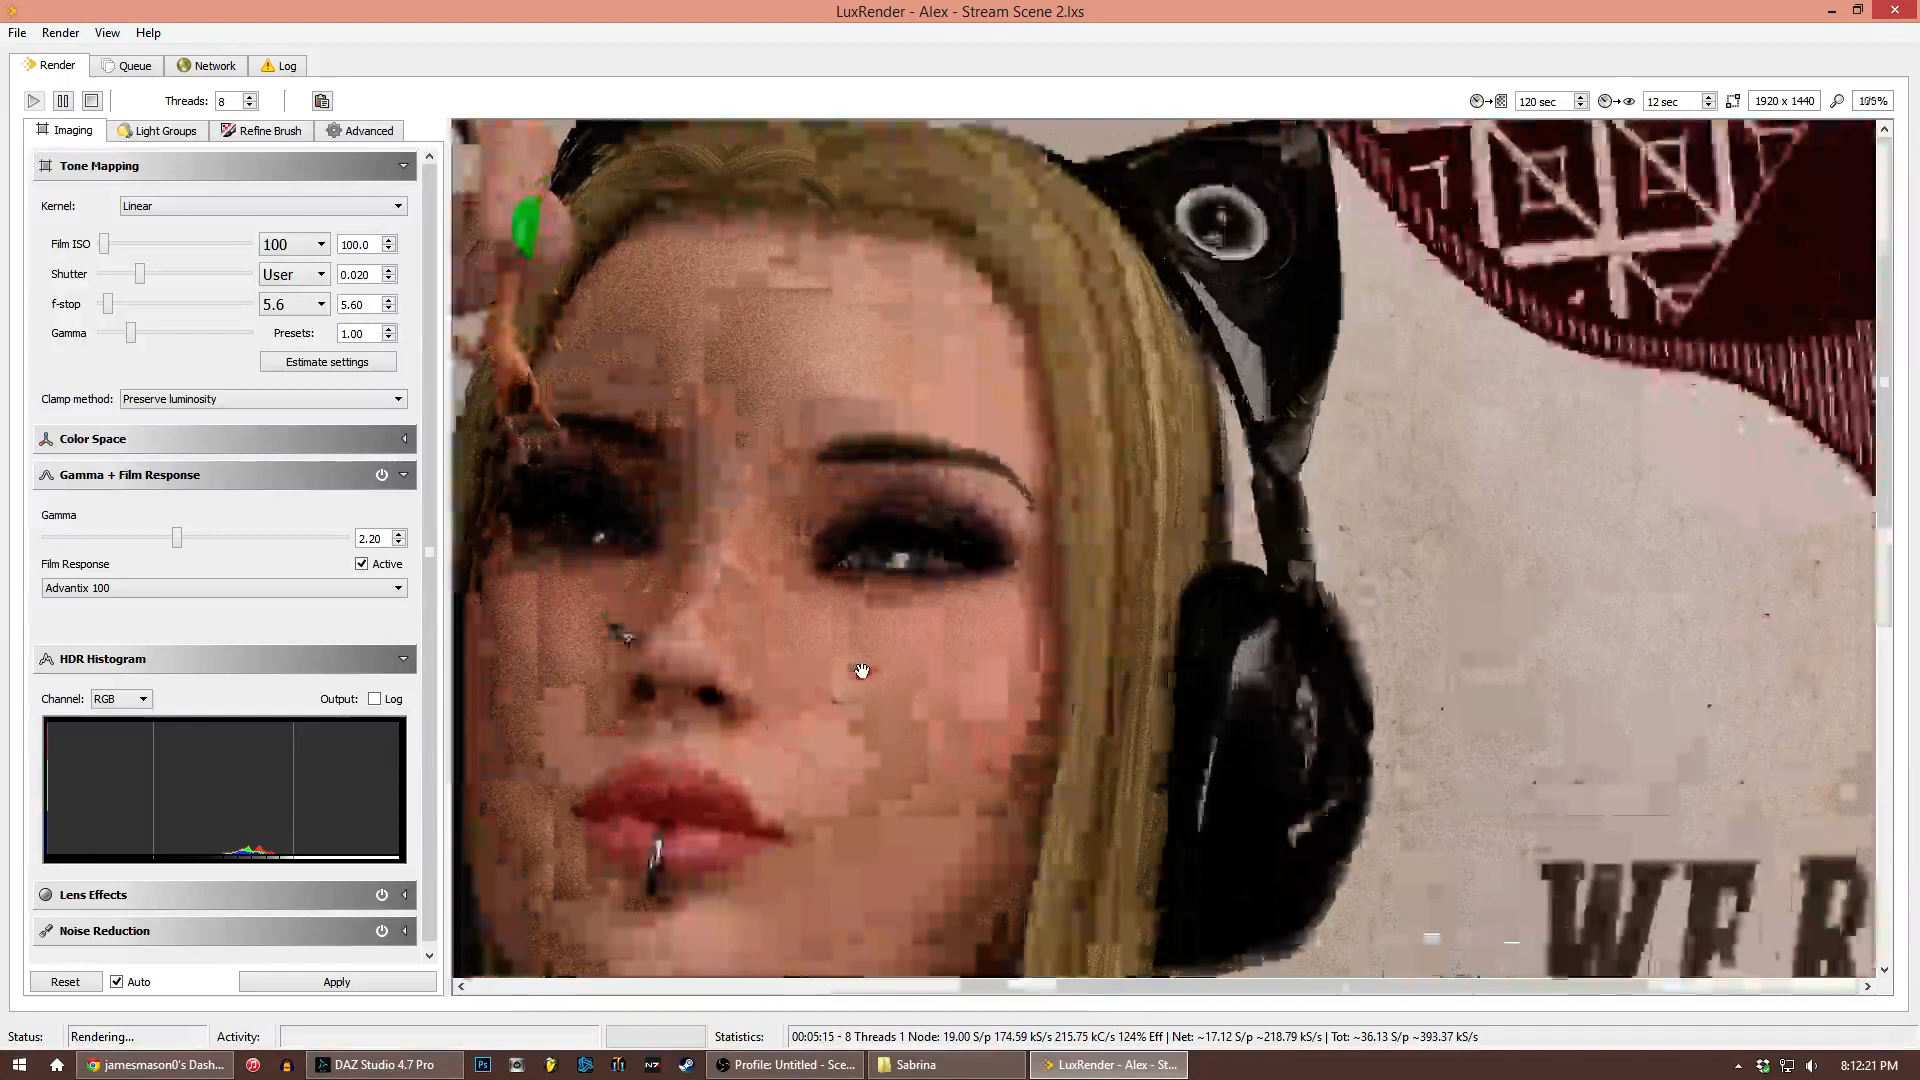 LuxRender - Alex - Stream Scene 2.lxs
File Render View Help
Render Queue Network Log
Threads: 8 120 sec 12 sec 1920 x 1440
Imaging Light Groups Refine Brush Advanced
Tone Mapping
Kernel: Linear
Film ISO 100 100.0
Shutter User 0.020
f-stop 5.6 5.60
Gamma Presets: 1.00
Estimate settings
Clamp method: Preserve luminosity
Color Space
Gamma + Film Response
Gamma
2.20
Film Response Active
Advantix 100
HDR Histogram
Channel: RGB Output: Log
Lens Effects
Noise Reduction
Reset Auto Apply
WE R
Status: Rendering... Activity: Statistics: 00:05:15 - 8 Threads 1 Node: 19.00 S/p 174.59 kS/s 215.75 kC/s 124% Eff | Net: ~17.12 S/p ~218.79 kS/s | Tot: ~36.13 S/p ~393.37 kS/s
jamesmason0's Dash... DAZ Studio 4.7 Pro Ps N7 Profile: Untitled - Sce... Sabrina LuxRender - Alex - St... 8:12:21 PM